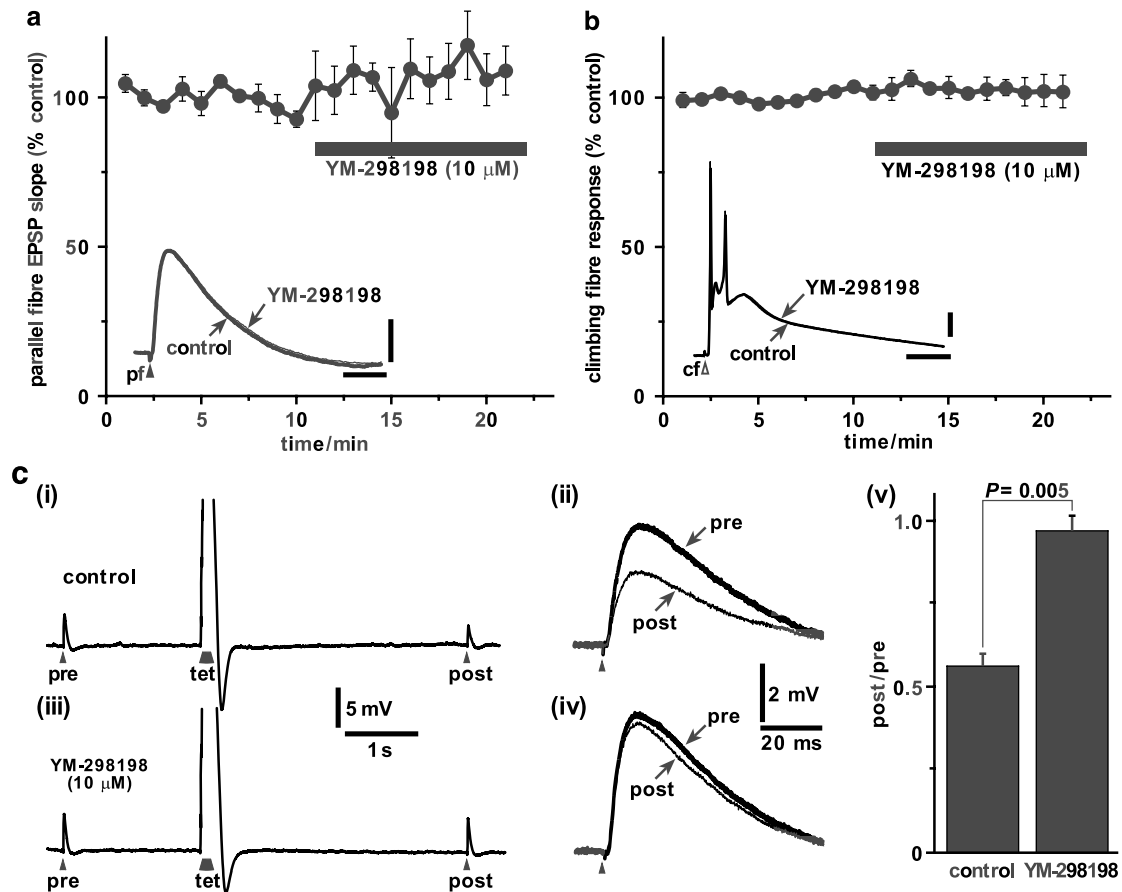 a
parallel fibre EPSP slope (% control)
100
50
0
YM-298198 (10 µM)
YM-298198
control
pf
0
5
10
15
20
time/min
b
climbing fibre response (% control)
100
50
0
YM-298198 (10 µM)
YM-298198
control
cf
0
5
10
15
20
time/min
c
(i)
control
pre
tet
post
(ii)
pre
post
(iii)
5 mV
1s
YM-298198
(10 µM)
pre
tet
post
(iv)
2 mV
20 ms
pre
post
(v)
P= 0.005
post/pre
1.0
0.5
0
control
YM-298198